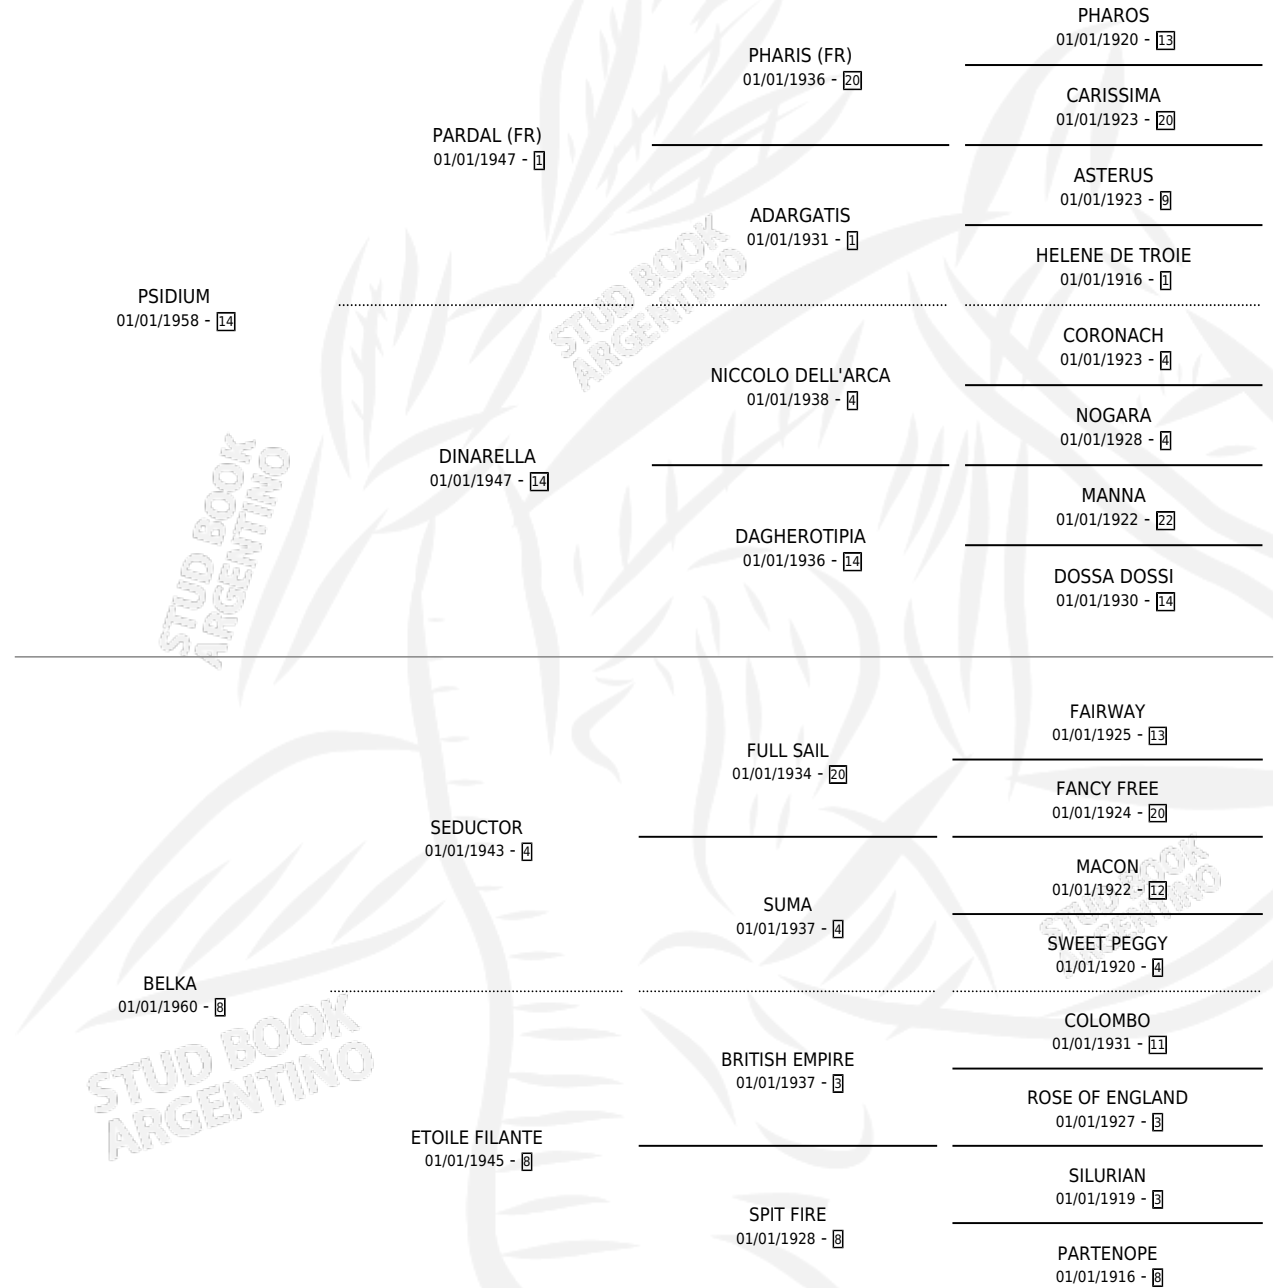 PHAROS
01/01/1920 - 13
PHARIS (FR)
01/01/1936 - 20
CARISSIMA
01/01/1923 - 20
PARDAL (FR)
01/01/1947 - 1
ASTERUS
01/01/1923 - 9
ADARGATIS
01/01/1931 - 1
HELENE DE TROIE
01/01/1916 - 1
PSIDIUM
01/01/1958 - 14
STUD BOOK
ARGENTINO
CORONACH
01/01/1923 - 4
NICCOLO DELL'ARCA
01/01/1938 - 4
NOGARA
01/01/1928 - 4
DINARELLA
01/01/1947 - 14
MANNA
01/01/1922 - 22
DAGHEROTIPIA
01/01/1936 - 14
DOSSA DOSSI
01/01/1930 - 14
STUD BOOK
ARGENTINO
FAIRWAY
01/01/1925 - 13
FULL SAIL
01/01/1934 - 20
FANCY FREE
01/01/1924 - 20
SEDUCTOR
01/01/1943 - 4
MACON
01/01/1922 - 12
SUMA
01/01/1937 - 4
SWEET PEGGY
01/01/1920 - 4
STUD BOOK
ARGENTINO
BELKA
01/01/1960 - 8
COLOMBO
01/01/1931 - 11
BRITISH EMPIRE
01/01/1937 - 3
ROSE OF ENGLAND
01/01/1927 - 3
STUD BOOK
ARGENTINO
ETOILE FILANTE
01/01/1945 - 8
SILURIAN
01/01/1919 - 3
SPIT FIRE
01/01/1928 - 8
PARTENOPE
01/01/1916 - 8